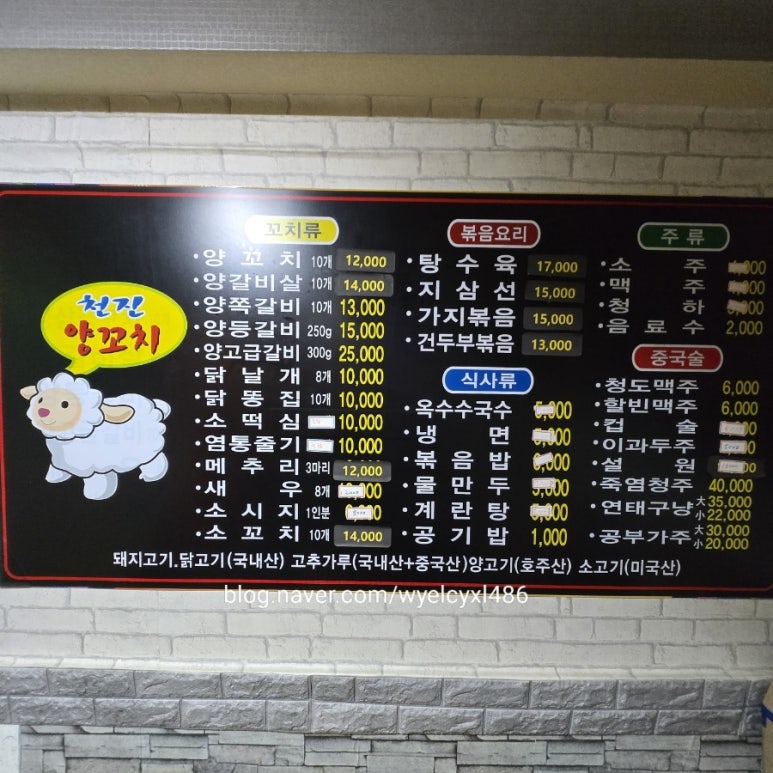 천진
양꼬치
꼬치류
·양꼬치 10개 12,000
·양갈비살 10개 14,000
·양쪽갈비 10개 13,000
·양등갈비 250g 15,000
·양고급갈비 300g 25,000
·닭날개 8개 10,000
·닭똥집 10개 10,000
·소떡심 10,000
·염통줄기 10,000
·메추리 3마리 12,000
·새우 8개
·소시지 1인분
·소꼬치 10개 14,000
볶음요리
·탕수육 17,000
·지삼선 15,000
·가지볶음 15,000
·건두부볶음 13,000
식사류
·옥수수국수
·냉면
·볶음밥
·물만두
·계란탕
·공기밥 1,000
주류
·소주
·맥주
·청하
·음료수 2,000
중국술
·청도맥주 6,000
·할빈맥주 6,000
·컵술
·이과두주
·설원
·죽엽청주 40,000
·연태구냥 大 35,000
小 22,000
·공부가주 大 30,000
小 20,000
돼지고기.닭고기(국내산) 고추가루(국내산+중국산)양고기(호주산) 소고기(미국산)
blog.naver.com/wyelcyxl486